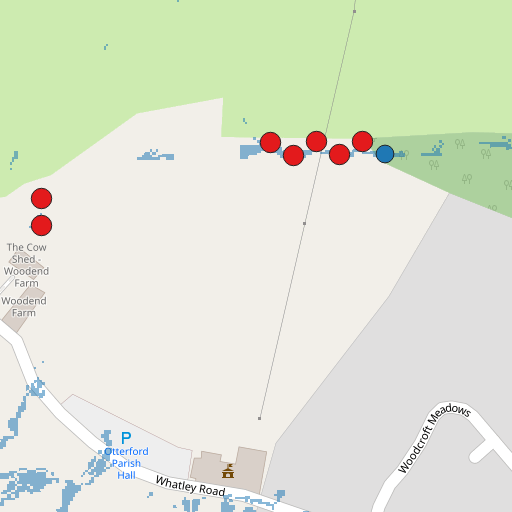 The Cow
Shed -
Woodend
Farm
Woodend
Farm
Woodcroft Meadows
P
Otterford
Parish
Hall
Whatley Road